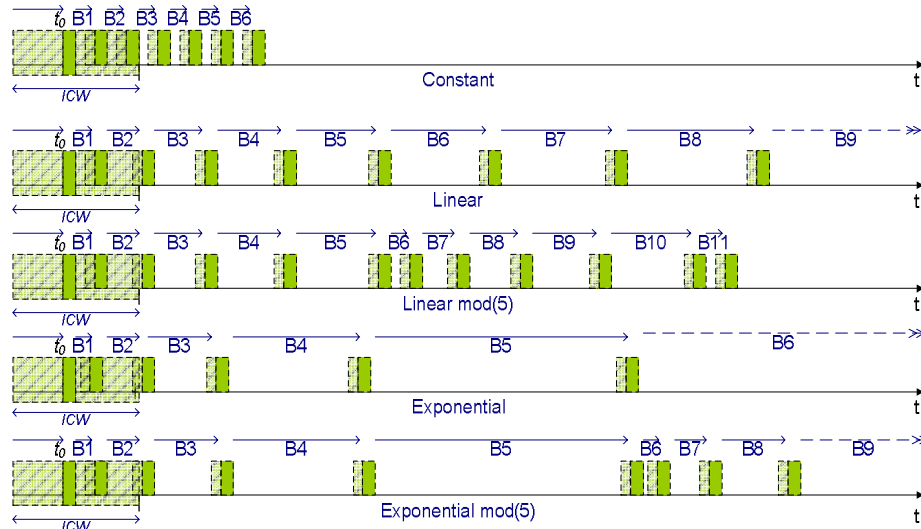 t0 B1 B2 B3 B4 B5 B6
ICW Constant t
t0 B1 B2 B3 B4 B5 B6 B7 B8 B9
ICW Linear t
t0 B1 B2 B3 B4 B5 B6 B7 B8 B9 B10 B11
ICW Linear mod(5) t
t0 B1 B2 B3 B4 B5 B6
ICW Exponential t
t0 B1 B2 B3 B4 B5 B6 B7 B8 B9
ICW Exponential mod(5) t